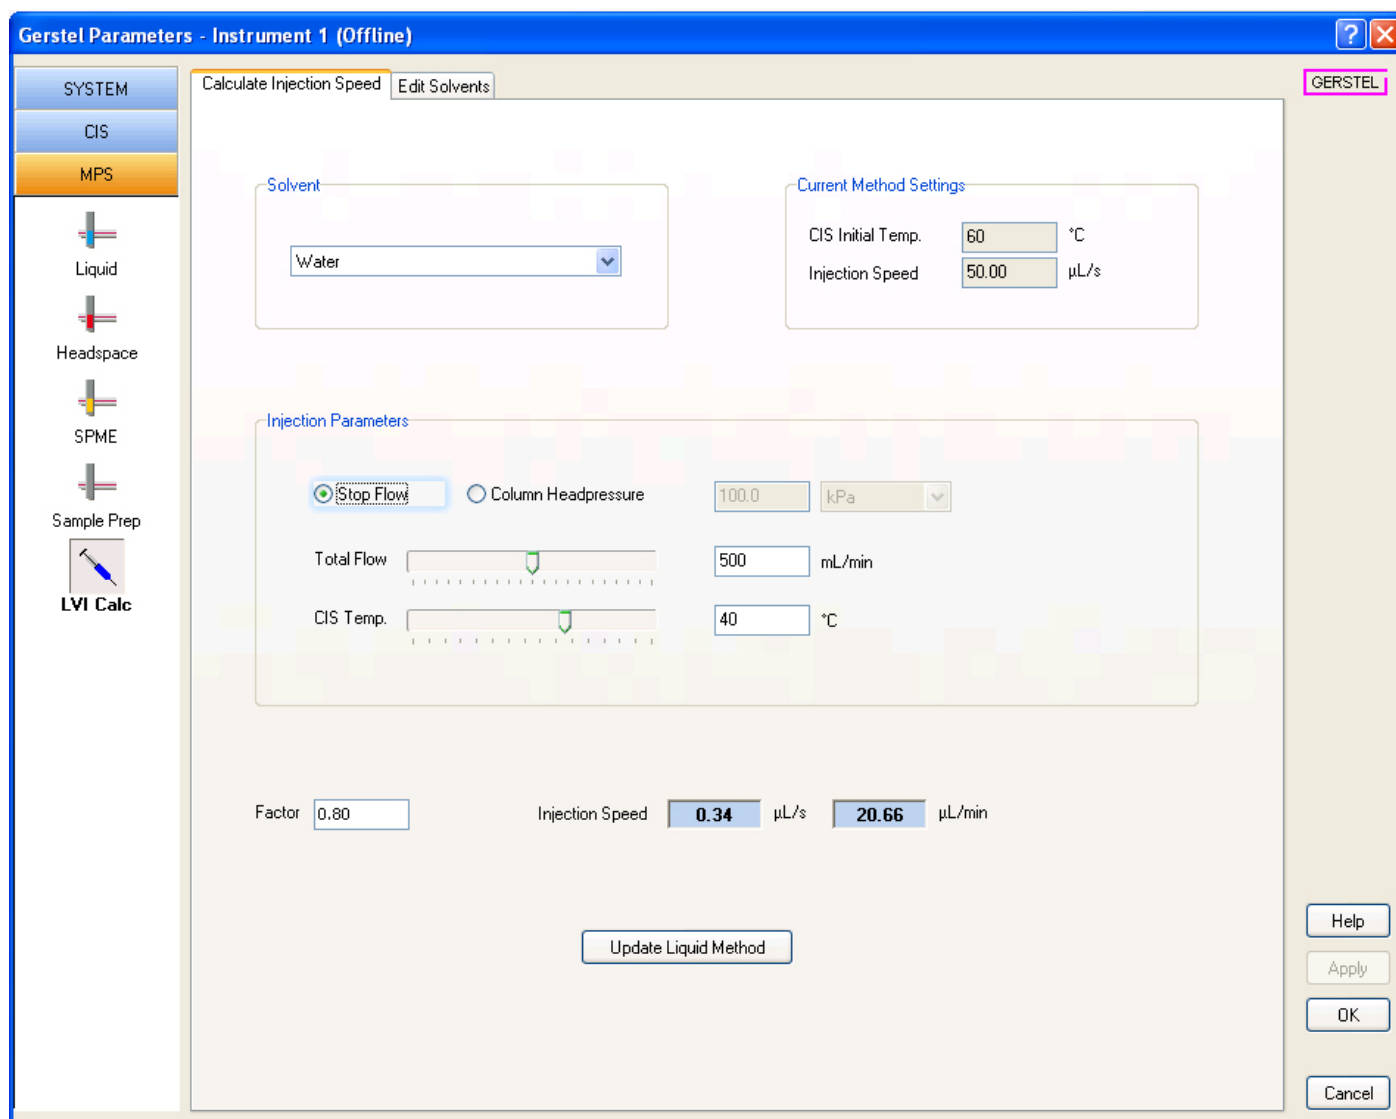 Gerstel Parameters - Instrument 1 (Offline)
SYSTEM
CIS
MPS
Liquid
Headspace
SPME
Sample Prep
LVI Calc
Calculate Injection Speed
Edit Solvents
GERSTEL
Solvent
Water
Current Method Settings
CIS Initial Temp. 60 °C
Injection Speed 50.00 µL/s
Injection Parameters
Stop Flow Column Headpressure 100.0 kPa
Total Flow 500 mL/min
CIS Temp. 40 °C
Factor 0.80 Injection Speed 0.34 µL/s 20.66 µL/min
Update Liquid Method
Help
Apply
OK
Cancel